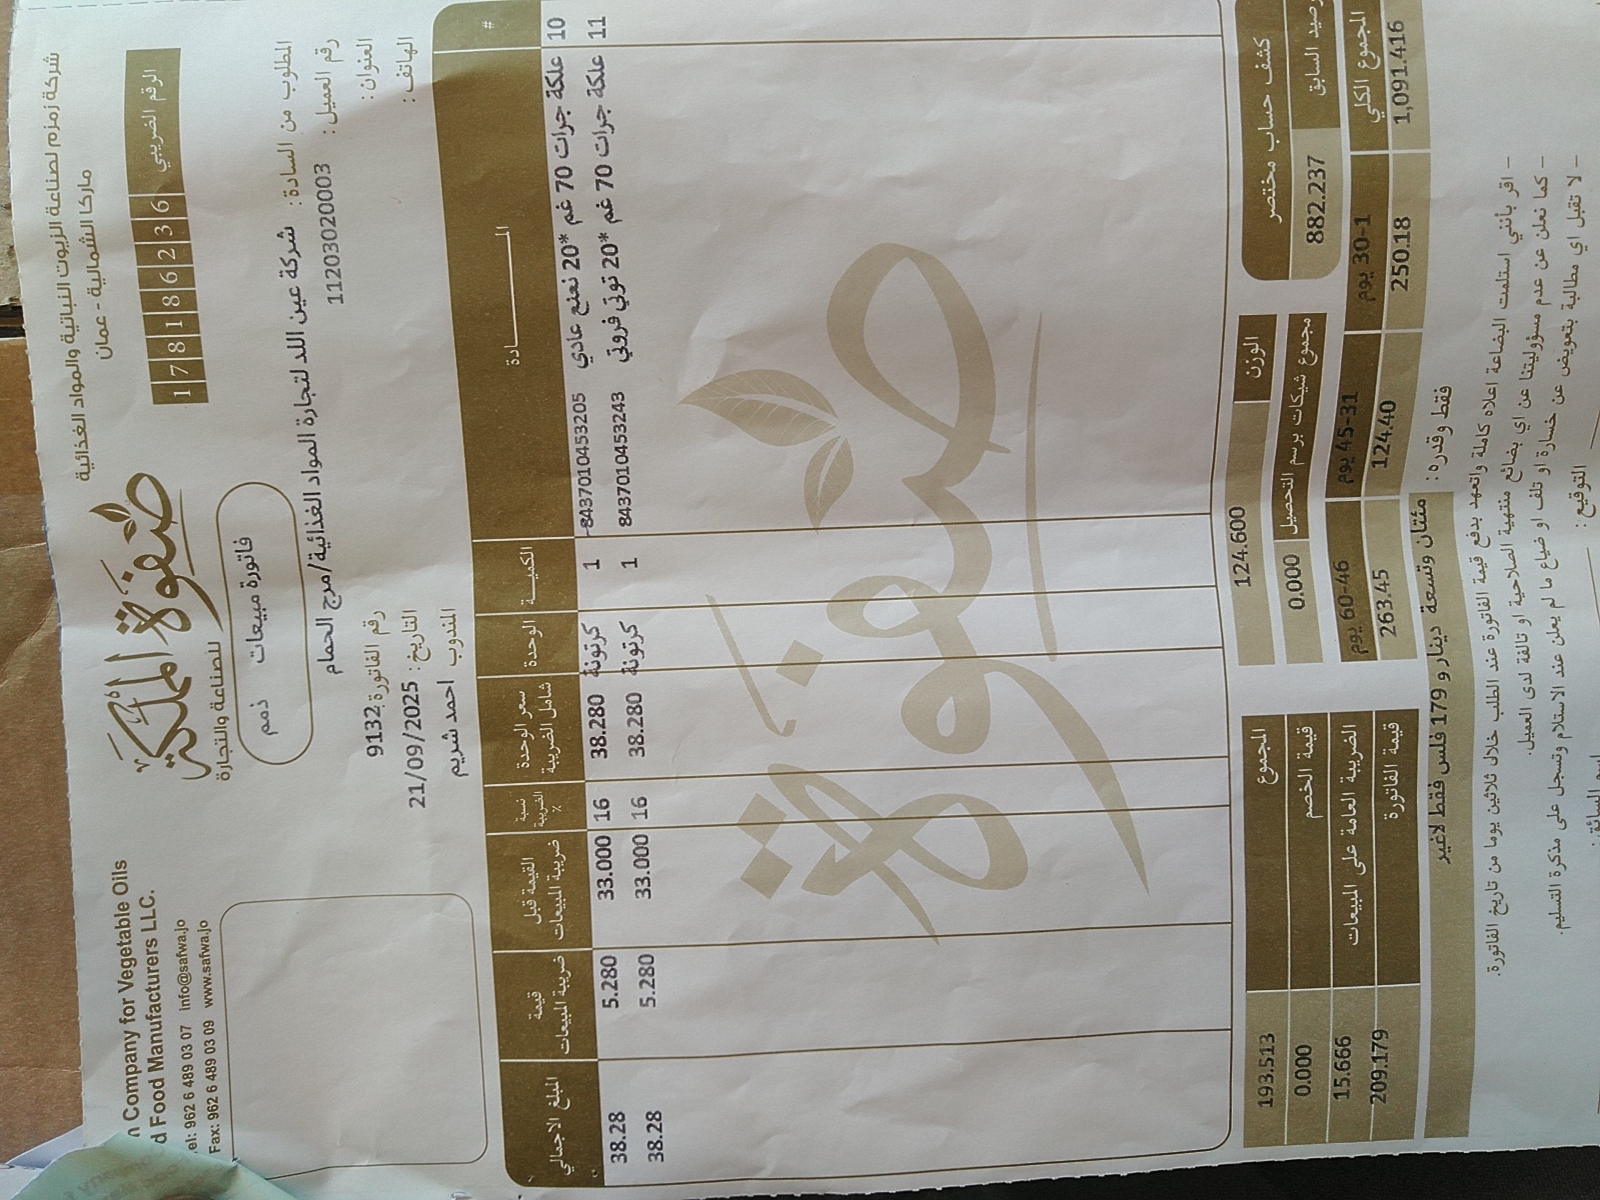 شركة زمزم لصناعة الزيوت النباتية والمواد الغذائية
ماركا الشمالية - عمان
الرقم الضريبي 1 7 8 1 8 6 2 3 6
صفوة المملكة
للصناعة والتجارة
n Company for Vegetable Oils
d Food Manufacturers LLC.
el: 962 6 489 03 07 info@safwa.jo
Fax: 962 6 489 03 09 www.safwa.jo
فاتورة مبيعات ذمم
المطلوب من السادة : شركة عين اللد لتجارة المواد الغذائية/مرج الحمام
رقم العميل : 1120302003
العنوان :
الهاتف :
رقم الفاتورة: 9132
التاريخ : 21/09/2025
المندوب احمد شريم
# المــــــــادة الكميــــة الوحدة سعر الوحدة شامل الضريبة نسبة الضريبة % القيمة قبل ضريبة المبيعات قيمة ضريبة المبيعات المبلغ الاجمالي
10 علكة جرات 70 غم *20 نعنع عادي 8437010453205 1 كرتونة 38.280 16 33.000 5.280 38.28
11 علكة جرات 70 غم *20 توتي فروتي 8437010453243 1 كرتونة 38.280 16 33.000 5.280 38.28
صفوة
كشف حساب مختصر
رصيد السابق 882.237
الوزن 124.600
مجموع شيكات برسم التحصيل 0.000
المجموع الكلي 1-30 يوم 31-45 يوم 46-60 يوم
1,091.416 250.18 124.40 263.45
المجموع 193.513
قيمة الخصم 0.000
الضريبة العامة على المبيعات 15.666
قيمة الفاتورة 209.179
فقط وقدره : مئتان وتسعة دينار و 179 فلس فقط لاغير
- اقر بأنني استلمت البضاعة اعلاه كاملة واتعهد بدفع قيمة الفاتورة عند الطلب خلال ثلاثين يوما من تاريخ الفاتورة.
- كما نعلن عن عدم مسؤوليتنا عن اي بضائع منتهية الصلاحية او تالفة لدى العميل.
- لا تقبل اي مطالبة بتعويض عن خسارة او تلف او ضياع ما لم يعلن عند الاستلام وتسجل على مذكرة التسليم.
التوقيع :
اسم السائق :